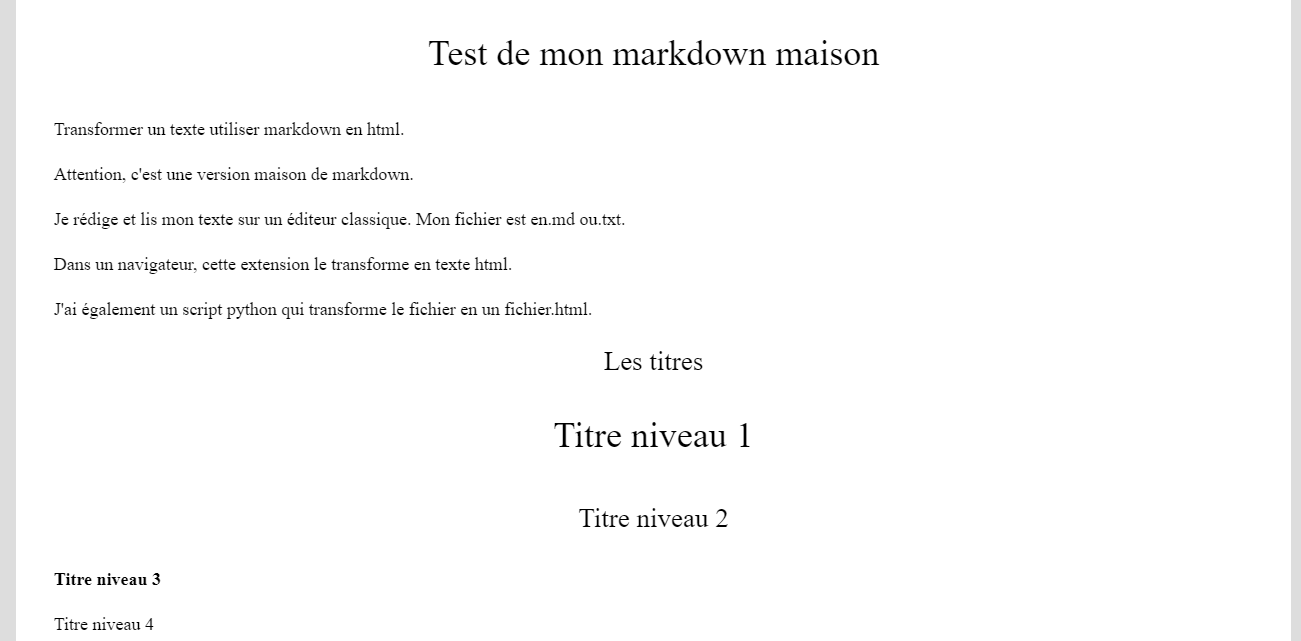 Test de mon markdown maison
Transformer un texte utiliser markdown en html.
Attention, c'est une version maison de markdown.
Je rédige et lis mon texte sur un éditeur classique. Mon fichier est en.md ou.txt.
Dans un navigateur, cette extension le transforme en texte html.
J'ai également un script python qui transforme le fichier en un fichier.html.
Les titres
Titre niveau 1
Titre niveau 2
Titre niveau 3
Titre niveau 4